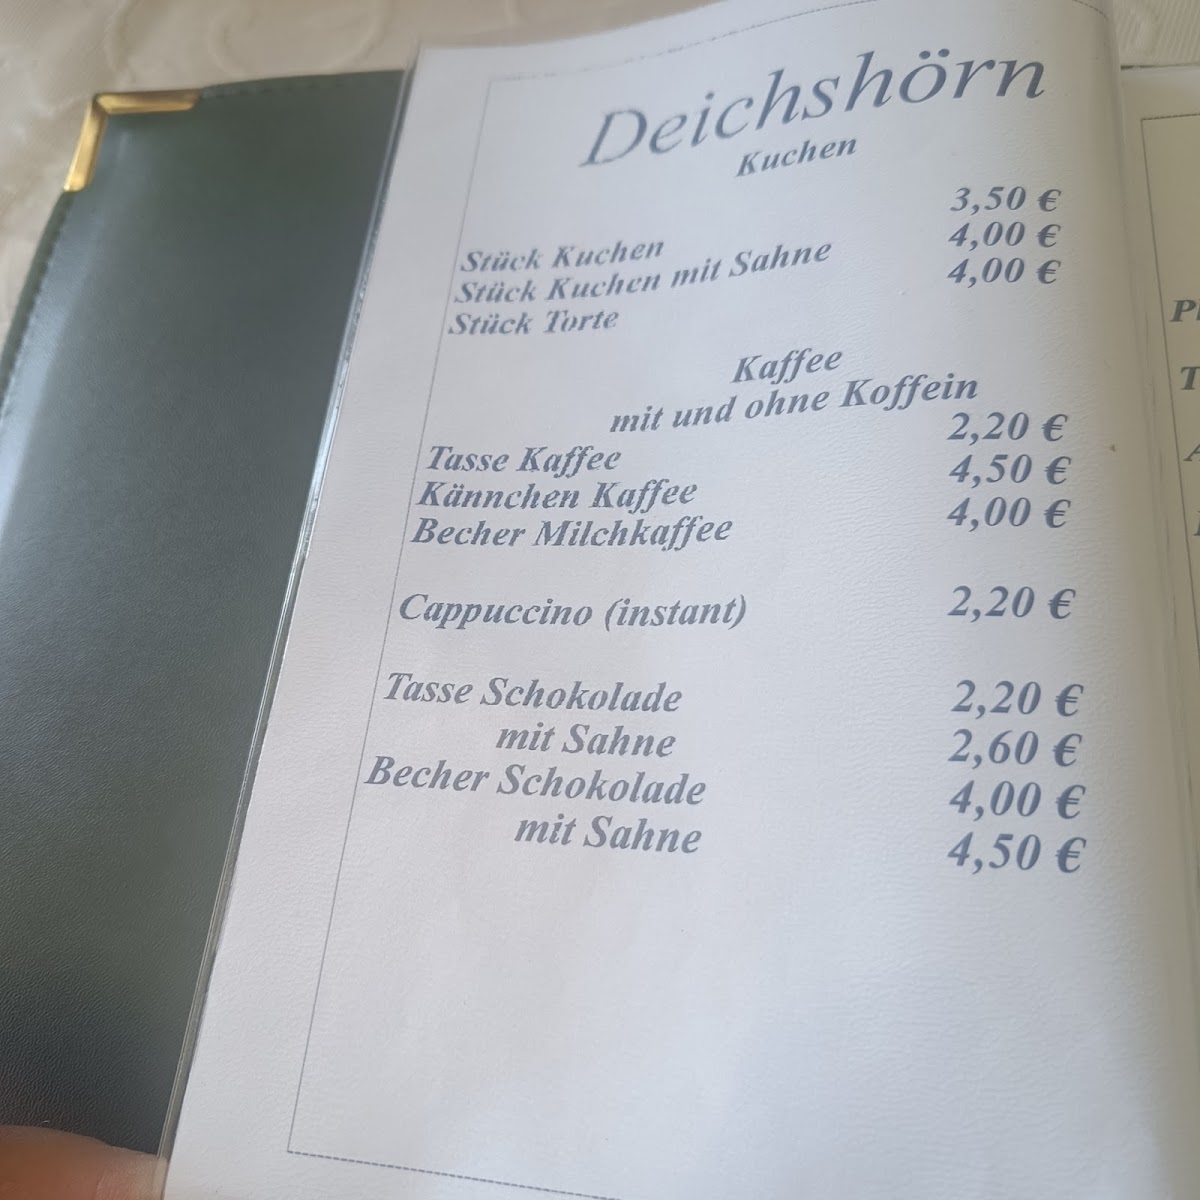 Deichshörn
Kuchen
Stück Kuchen 3,50 €
Stück Kuchen mit Sahne 4,00 €
Stück Torte 4,00 €
Kaffee
mit und ohne Koffein
Tasse Kaffee 2,20 €
Kännchen Kaffee 4,50 €
Becher Milchkaffee 4,00 €
Cappuccino (instant) 2,20 €
Tasse Schokolade 2,20 €
mit Sahne 2,60 €
Becher Schokolade 4,00 €
mit Sahne 4,50 €